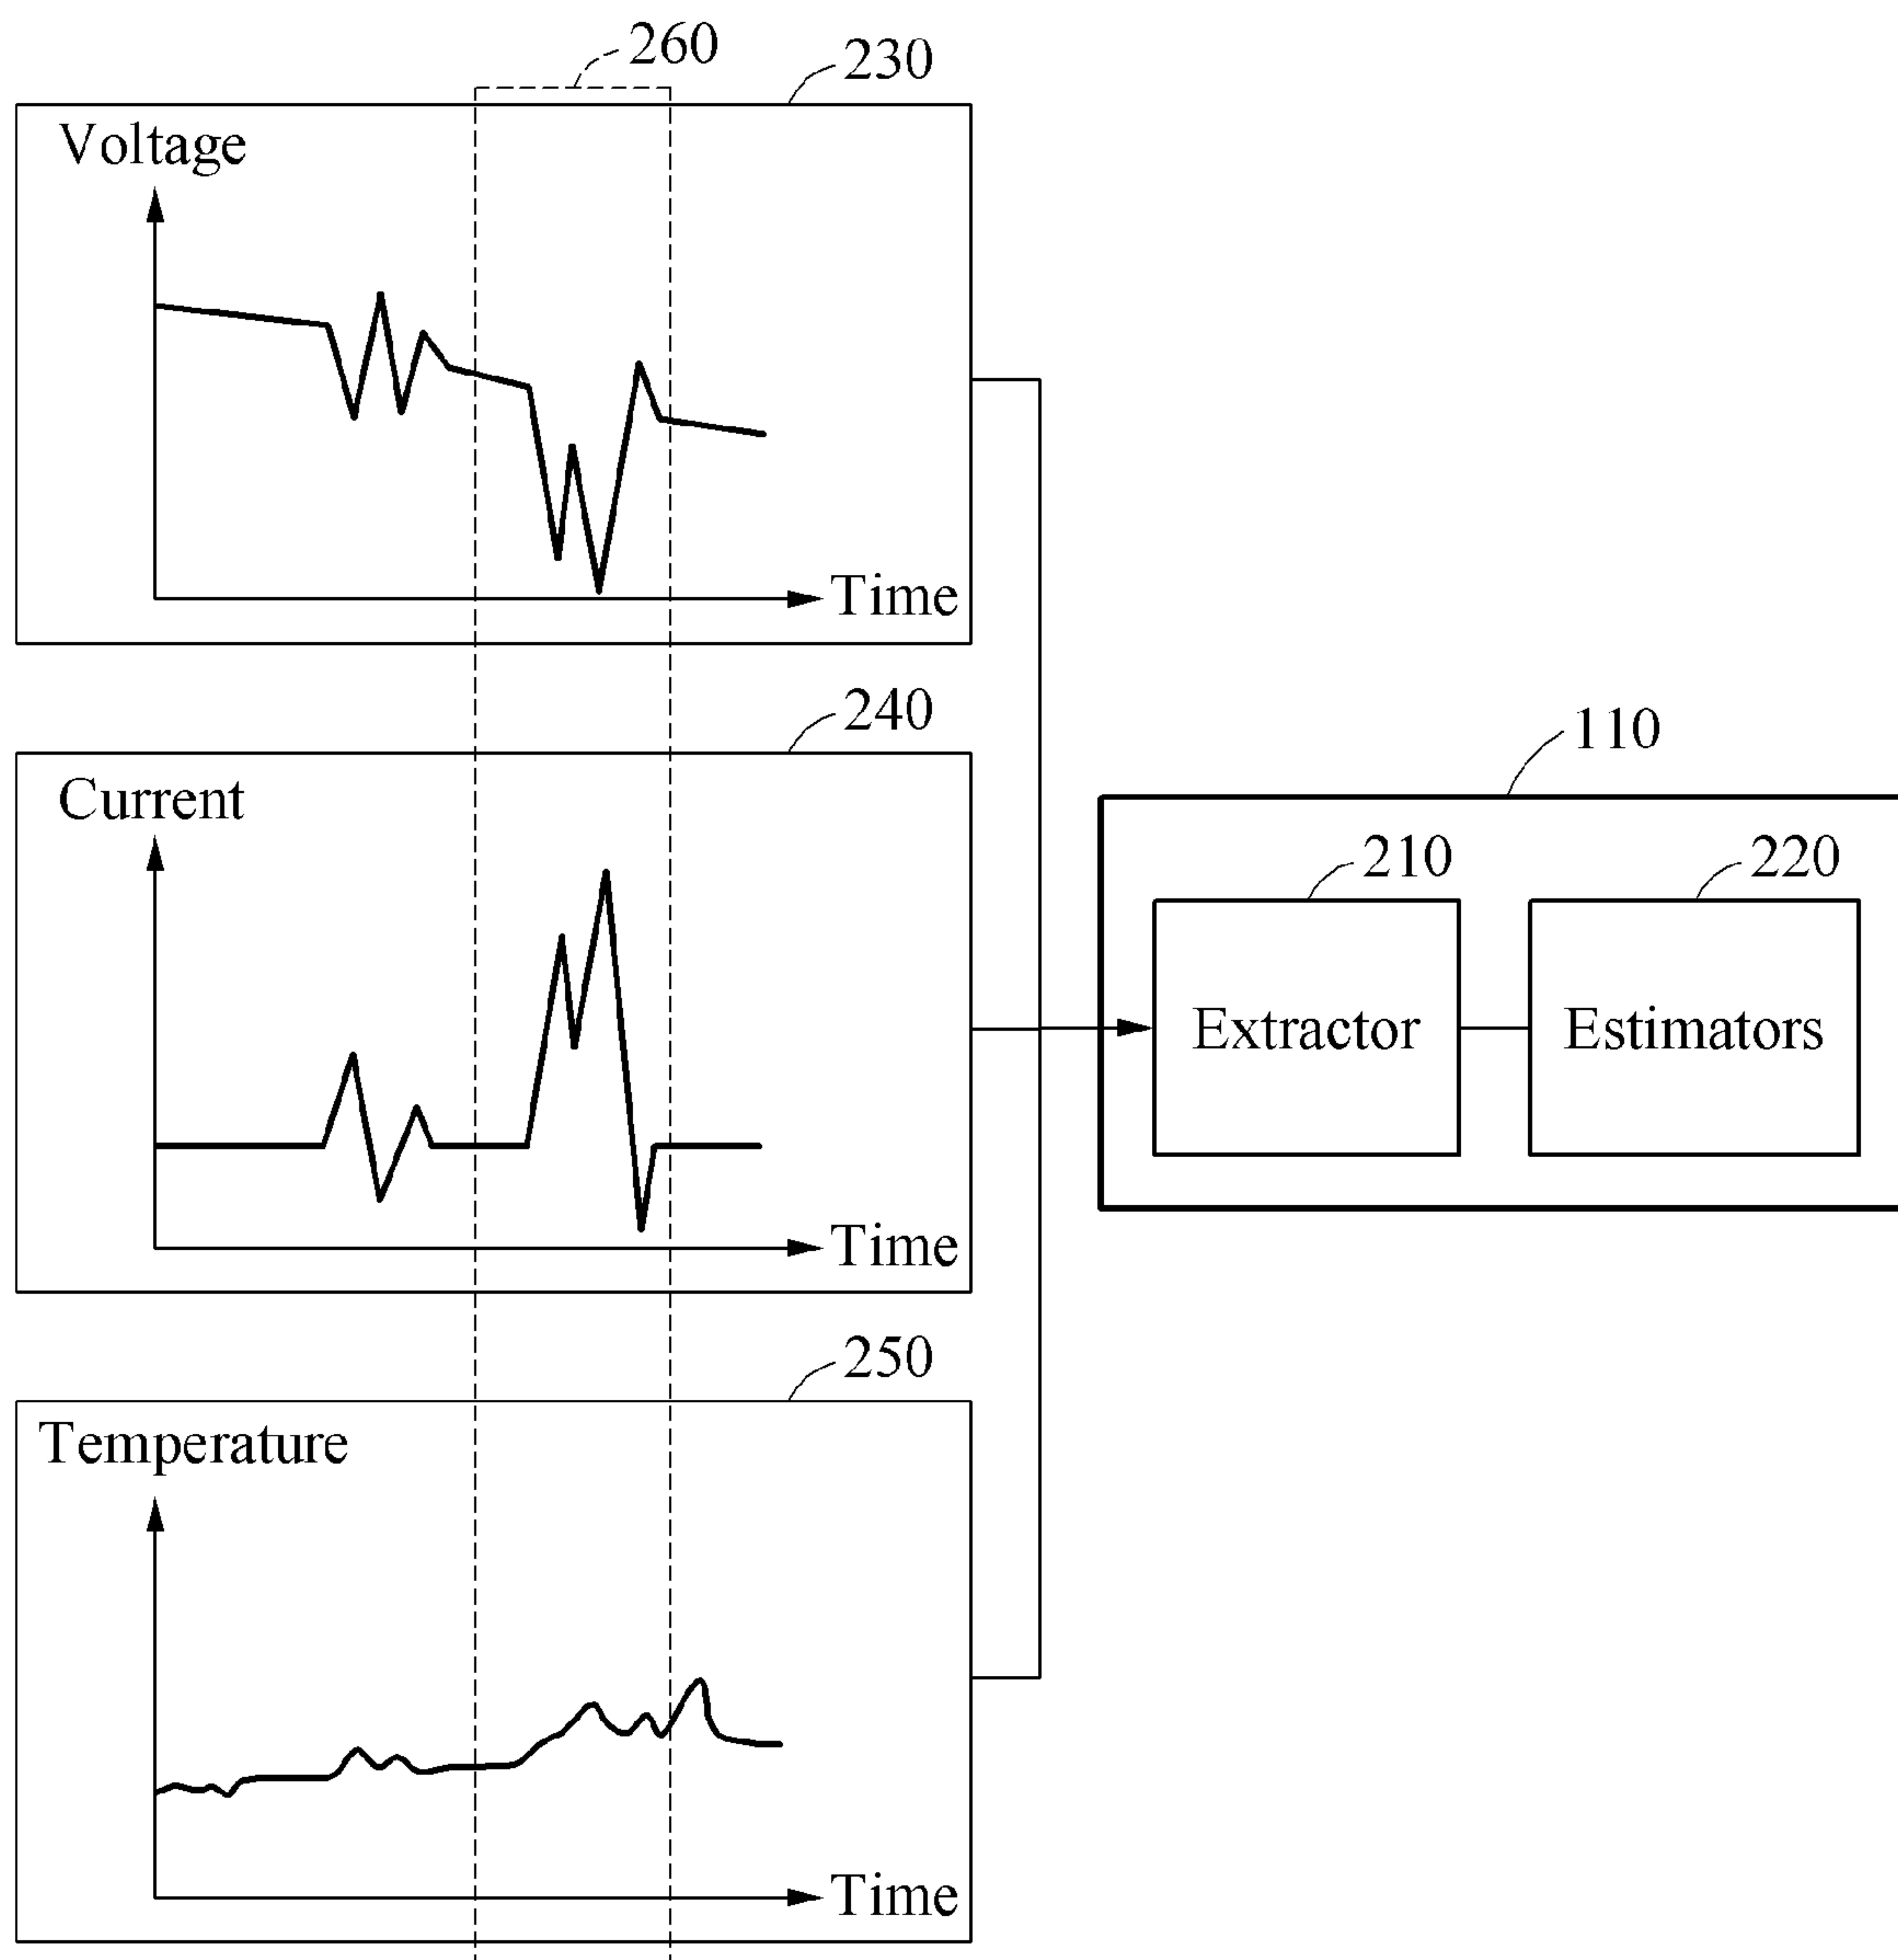 260
230
Voltage
Time
240
Current
Time
110
210
220
Extractor
Estimators
250
Temperature
Time